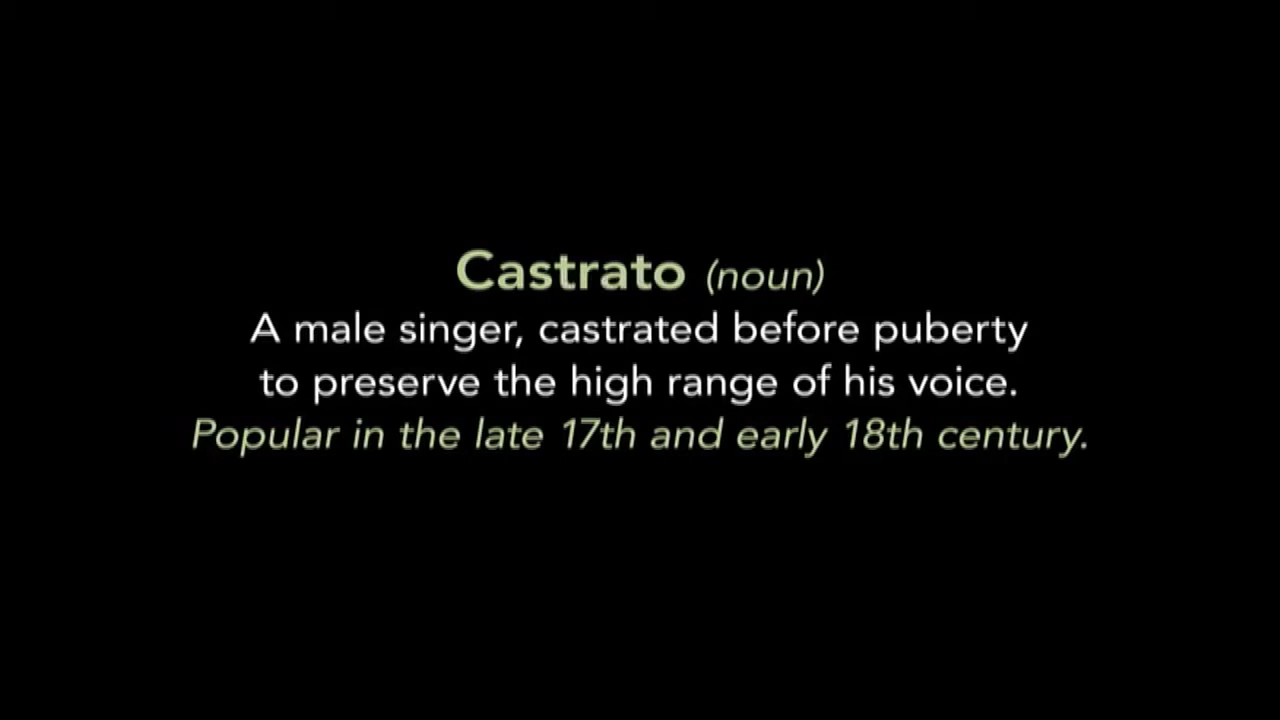 Castrato (noun)
A male singer, castrated before puberty
to preserve the high range of his voice.
Popular in the late 17th and early 18th century.